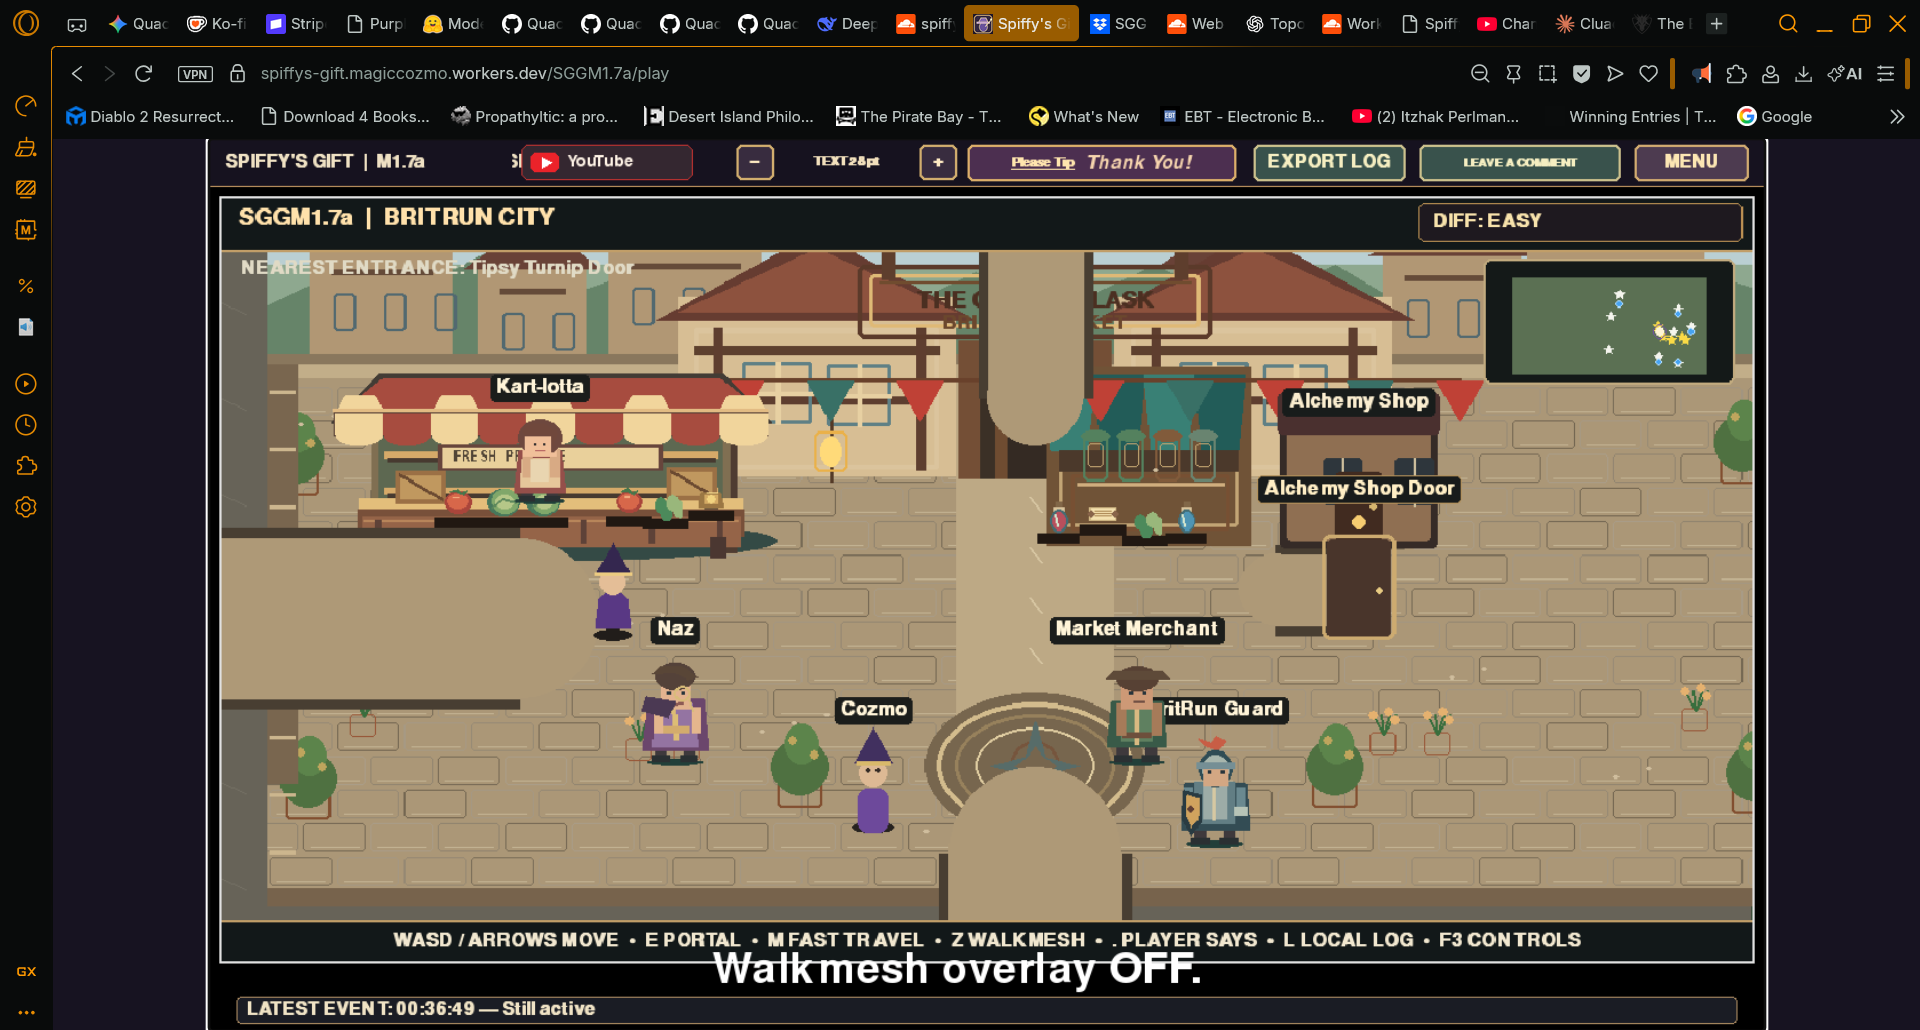 Quac
Ko-fi
Strip
Purp
Mode
Quac
Quac
Quac
Quac
Deep
spiffy
Spiffy's G
SGG
Web
Topo
Work
Spiff
Char
Clua
The
VPN
spiffys-gift.magiccozmo.workers.dev/SGGM1.7a/play
AI
Diablo 2 Resurrect...
Download 4 Books...
Propathyltic: a pro...
Desert Island Philo...
The Pirate Bay - T...
What's New
EBT - Electronic B...
(2) Itzhak Perlman...
Winning Entries | T...
Google
SPIFFY'S GIFT | M1.7a
YouTube
−
TEXT 28pt
+
Please Tip Thank You!
EXPORT LOG
LEAVE A COMMENT
MENU
SGGM1.7a | BRITRUN CITY
DIFF: EASY
NEAREST ENTRANCE: Tipsy Turnip Door
THE
LASK
Kart-lotta
FRESH
Alchemy Shop
Alchemy Shop Door
Naz
Market Merchant
Cozmo
ritRun Guard
WASD / ARROWS MOVE • E PORTAL • M FAST TRAVEL • Z WALKMESH • . PLAYER SAYS • L LOCAL LOG • F3 CONTROLS
Walkmesh overlay OFF.
LATEST EVENT: 00:36:49 — Still active
GX